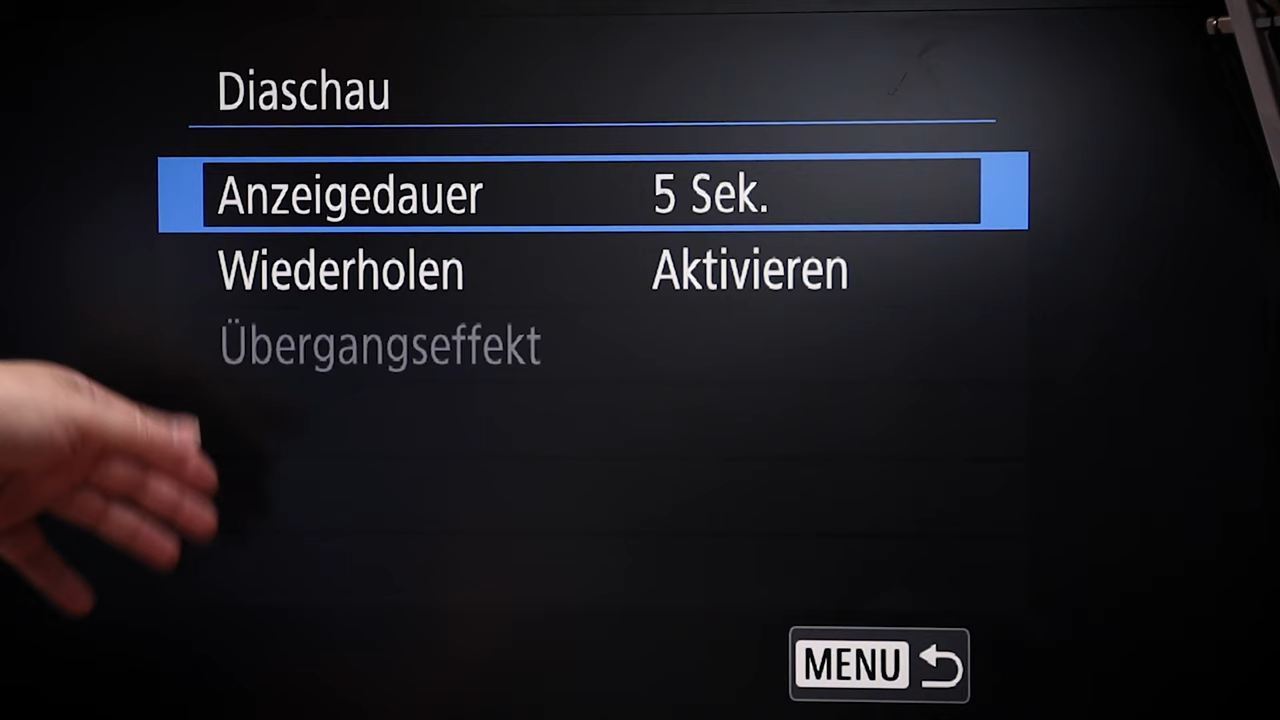 Diaschau
Anzeigedauer 5 Sek.
Wiederholen Aktivieren
Übergangseffekt
MENU